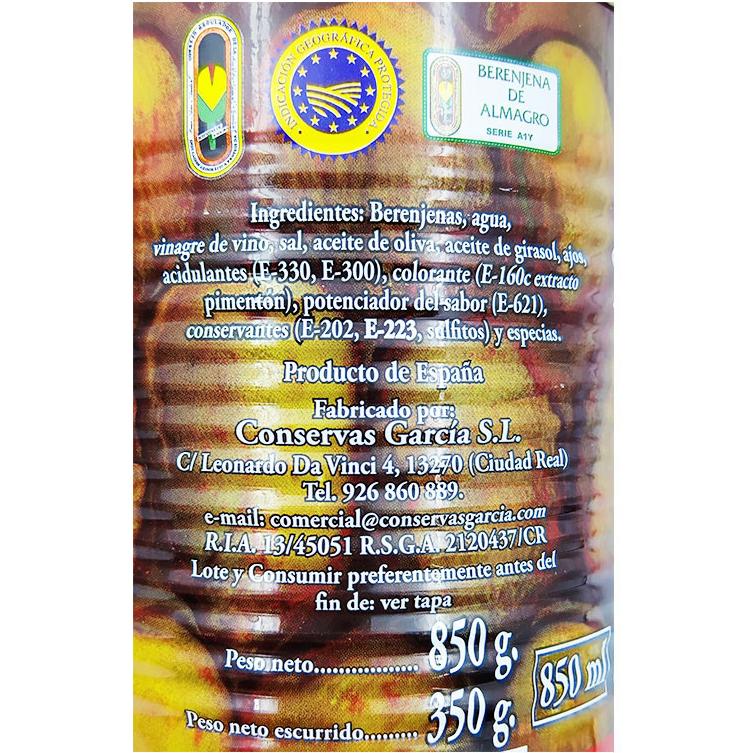 INDICACIÓN GEOGRÁFICA PROTEGIDA
BERENJENA
DE
ALMAGRO
SERIE A1Y
Ingredientes: Berenjenas, agua,
vinagre de vino, sal, aceite de oliva, aceite de girasol, ajos,
acidulantes (E-330, E-300), colorante (E-160c extracto
pimentón), potenciador del sabor (E-621),
conservantes (E-202, E-223, sulfitos) y especias.
Producto de España
Fabricado por:
Conservas García S.L.
C/ Leonardo Da Vinci 4, 13270 (Ciudad Real)
Tel. 926 860 889.
e-mail: comercial@conservasgarcia.com
R.I.A. 13/45051 R.S.G.A. 2120437/CR
Lote y Consumir preferentemente antes del
fin de: ver tapa
Peso neto.................. 850 g.
850 ml
Peso neto escurrido......... 350 g.